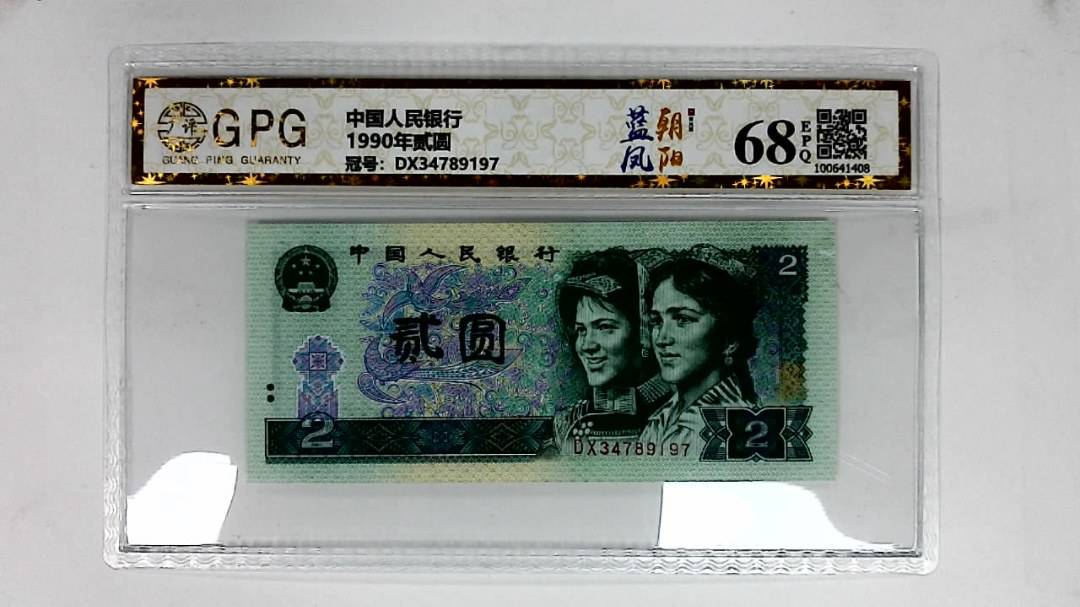 GPG
GUANG PING GUARANTY
中国人民银行
1990年贰圆
冠号：DX34789197
蓝凤
朝阳
68
EPQ
100641408
中国人民银行
2
贰圆
2
DX34789197
2